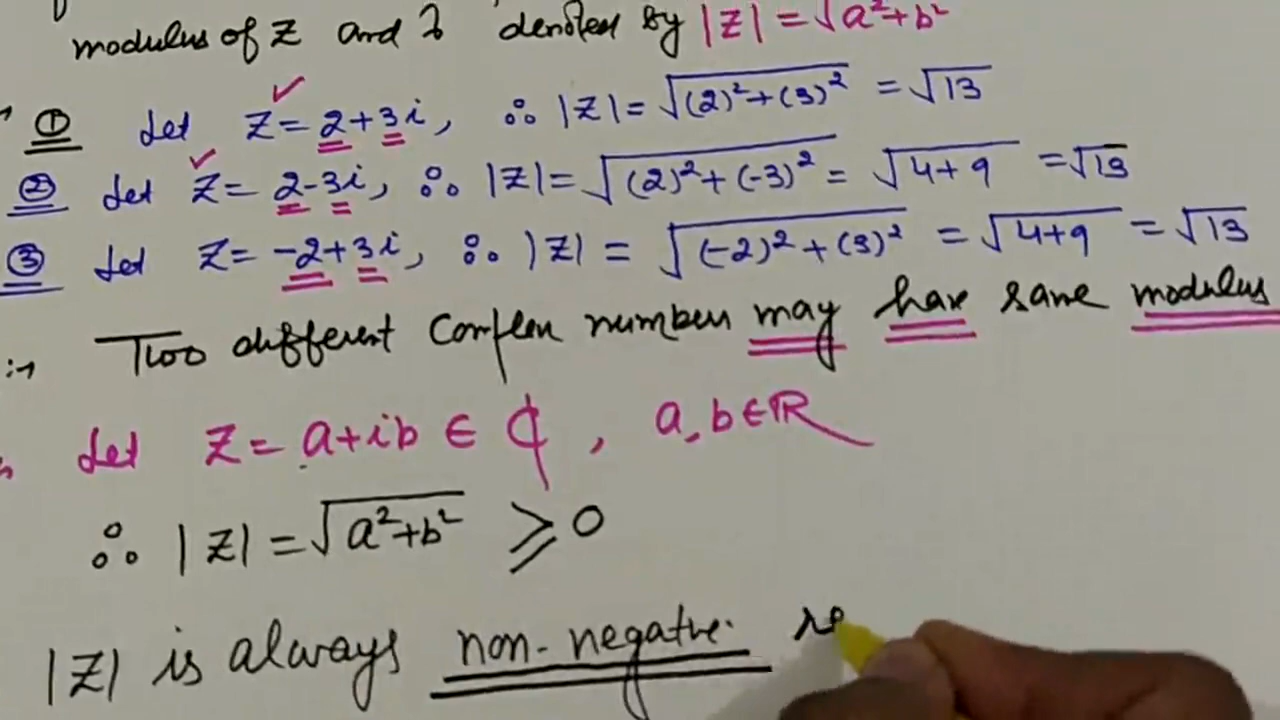 modulus of Z and is denoted by |Z| = √a²+b²
① Let Z = 2+3i, ∴ |Z| = √(2)²+(3)² = √13
② Let Z = 2-3i, ∴ |Z| = √(2)²+(-3)² = √4+9 = √13
③ Let Z = -2+3i, ∴ |Z| = √(-2)²+(3)² = √4+9 = √13
:→ Two different Complex numbers may have same modulus
Let Z = a+ib ∈ ₵, a, b ∈ ℝ
∴ |Z| = √a²+b² ⩾ 0
|Z| is always non-negative. re